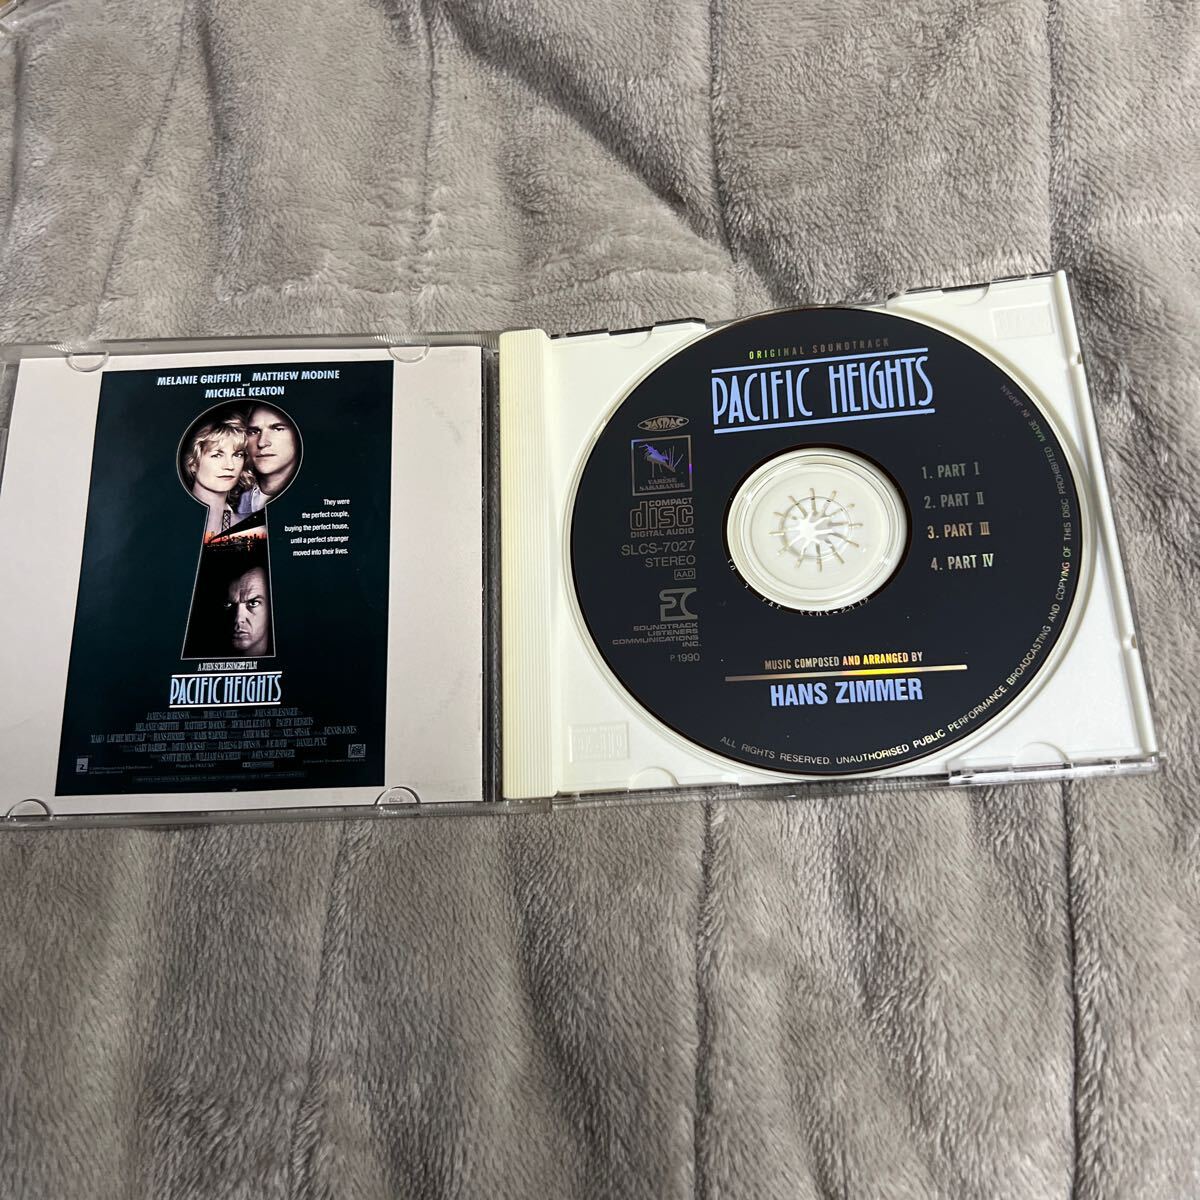 MELANIE GRIFFITH MATTHEW MODINE
and
MICHAEL KEATON
They were
the perfect couple,
buying the perfect house,
until a perfect stranger
moved into their lives.
A JOHN SCHLESINGER FILM
PACIFIC HEIGHTS
ORIGINAL SOUNDTRACK
PACIFIC HEIGHTS
JASRAC
VARÈSE
SARABANDE
COMPACT
disc
DIGITAL AUDIO
SLCS-7027
STEREO
AAD
SOUNDTRACK
LISTENERS
COMMUNICATIONS
INC.
P 1990
1. PART I
2. PART II
3. PART III
4. PART IV
MUSIC COMPOSED AND ARRANGED BY
HANS ZIMMER
ALL RIGHTS RESERVED. UNAUTHORISED PUBLIC PERFORMANCE, BROADCASTING AND COPYING OF THIS DISC PROHIBITED MADE IN JAPAN